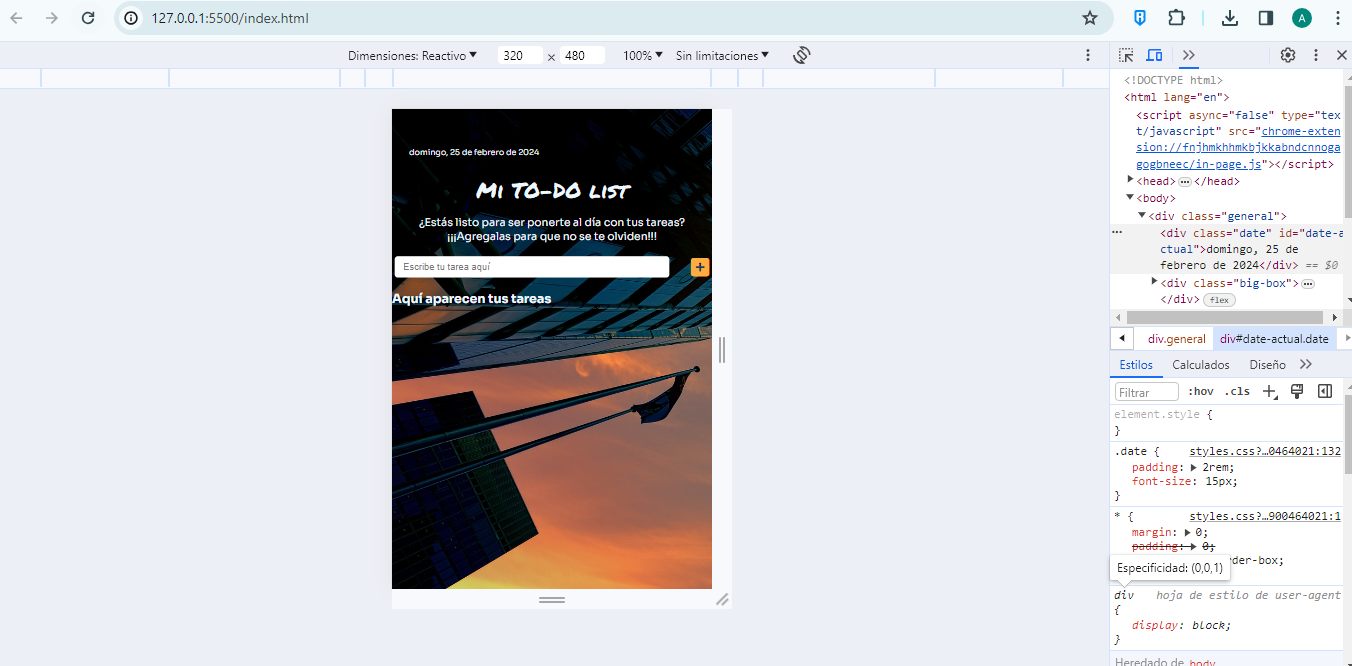 127.0.0.1:5500/index.html
A
Dimensiones: Reactivo 320 × 480 100% Sin limitaciones
domingo, 25 de febrero de 2024
Mi TO-DO list
¿Estás listo para ser ponerte al día con tus tareas?
¡¡¡Agregalas para que no se te olviden!!!
Escribe tu tarea aquí +
Aquí aparecen tus tareas
<!DOCTYPE html>
<html lang="en">
<script async="false" type="tex
t/javascript" src="chrome-exten
sion://fnjhmkhhmkbjkkabndcnnoga
gogbneec/in-page.js"></script>
<head> ⋯ </head>
<body>
<div class="general">
<div class="date" id="date-a
ctual">domingo, 25 de
febrero de 2024</div> == $0
<div class="big-box"> ⋯
</div> flex
div.general div#date-actual.date
Estilos Calculados Diseño
Filtrar :hov .cls
element.style {
}
.date { styles.css?…0464021:132
padding: 2rem;
font-size: 15px;
}
* { styles.css?…900464021:1
margin: 0;
padding: 0;
der-box;
Especificidad: (0,0,1)
div hoja de estilo de user-agent
{
display: block;
}
Heredado de body